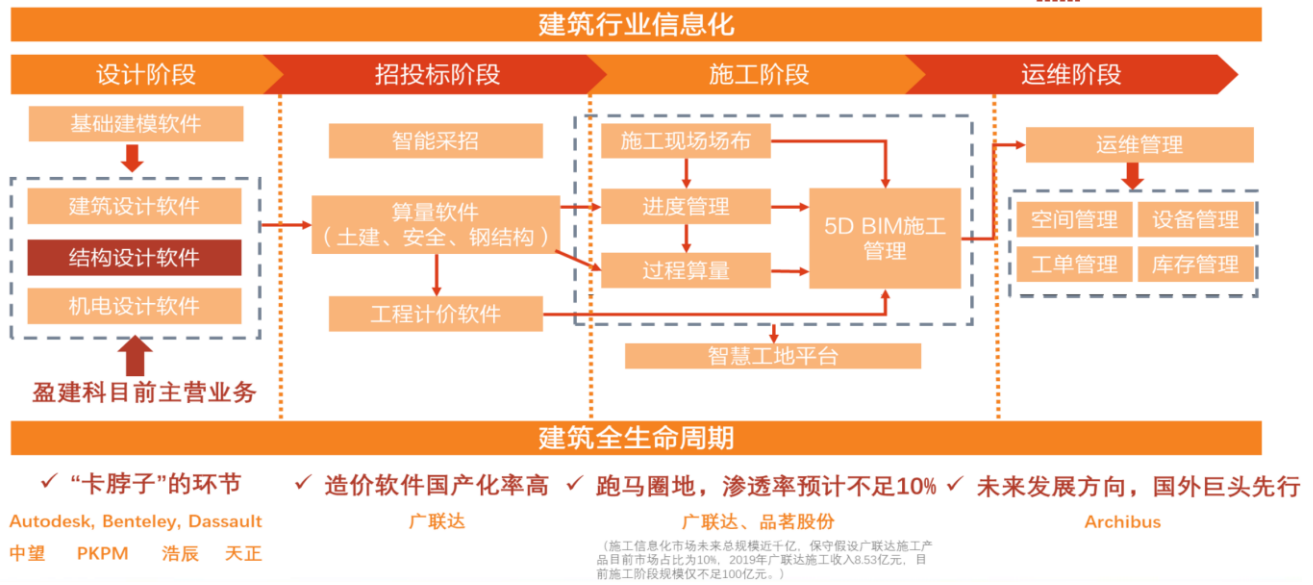 建筑行业信息化
设计阶段
招投标阶段
施工阶段
运维阶段
基础建模软件
建筑设计软件
结构设计软件
机电设计软件
盈建科目前主营业务
智能采招
算量软件
（土建、安全、钢结构）
工程计价软件
施工现场场布
进度管理
过程算量
5D BIM施工
管理
智慧工地平台
运维管理
空间管理
设备管理
工单管理
库存管理
建筑全生命周期
✓ “卡脖子”的环节
Autodesk, Benteley, Dassault
中望 PKPM 浩辰 天正
✓ 造价软件国产化率高
广联达
✓ 跑马圈地，渗透率预计不足10%
广联达、品茗股份
（施工信息化市场未来总规模近千亿，保守假设广联达施工产
品目前市场占比为10%，2019年广联达施工收入8.53亿元，目
前施工阶段规模仅不足100亿元。）
✓ 未来发展方向，国外巨头先行
Archibus